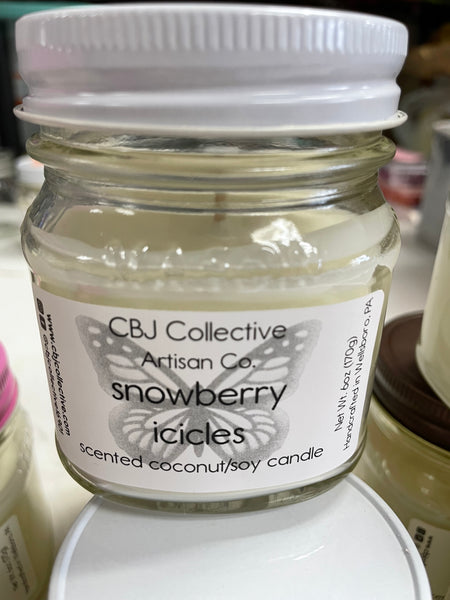 CBJ Collective
Artisan Co.
snowberry
icicles
scented coconut/soy candle
www.cbjcollective.com
Net Wt. 6oz (170g)
Handcrafted in Wellsboro, PA